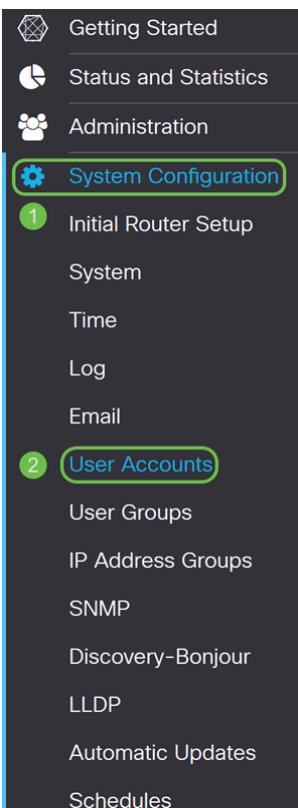 Getting Started
Status and Statistics
Administration
System Configuration
1
Initial Router Setup
System
Time
Log
Email
2 User Accounts
User Groups
IP Address Groups
SNMP
Discovery-Bonjour
LLDP
Automatic Updates
Schedules